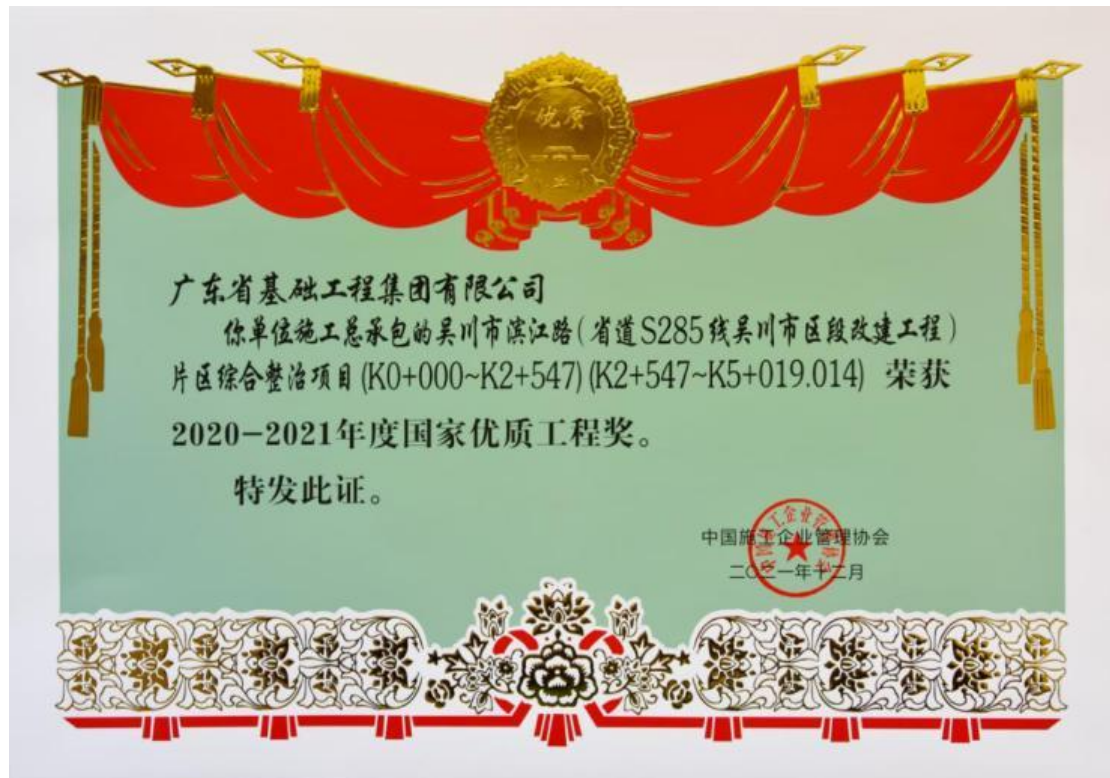 优质
广东省基础工程集团有限公司
你单位施工总承包的吴川市滨江路(省道S285线吴川市区段改建工程)
片区综合整治项目(K0+000~K2+547)(K2+547~K5+019.014) 荣获
2020-2021年度国家优质工程奖。
特发此证。
中国施工企业管理协会
二〇二一年十二月